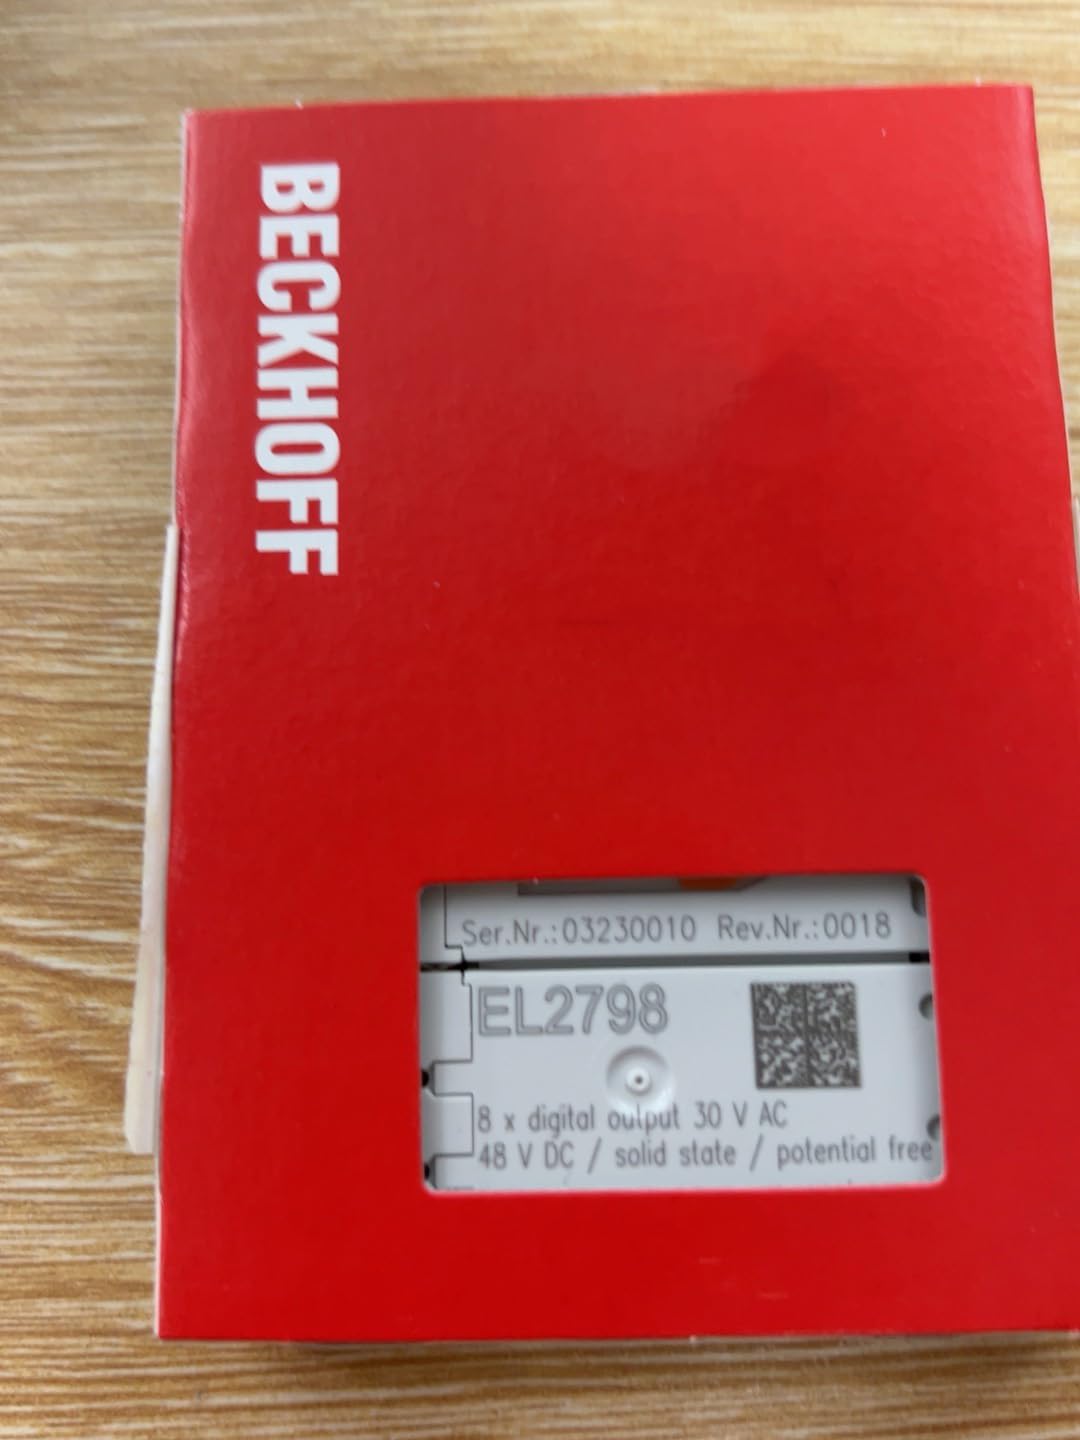 BECKHOFF
Ser.Nr.:03230010 Rev.Nr.:0018
EL2798
8 x digital output 30 V AC
48 V DC / solid state / potential free